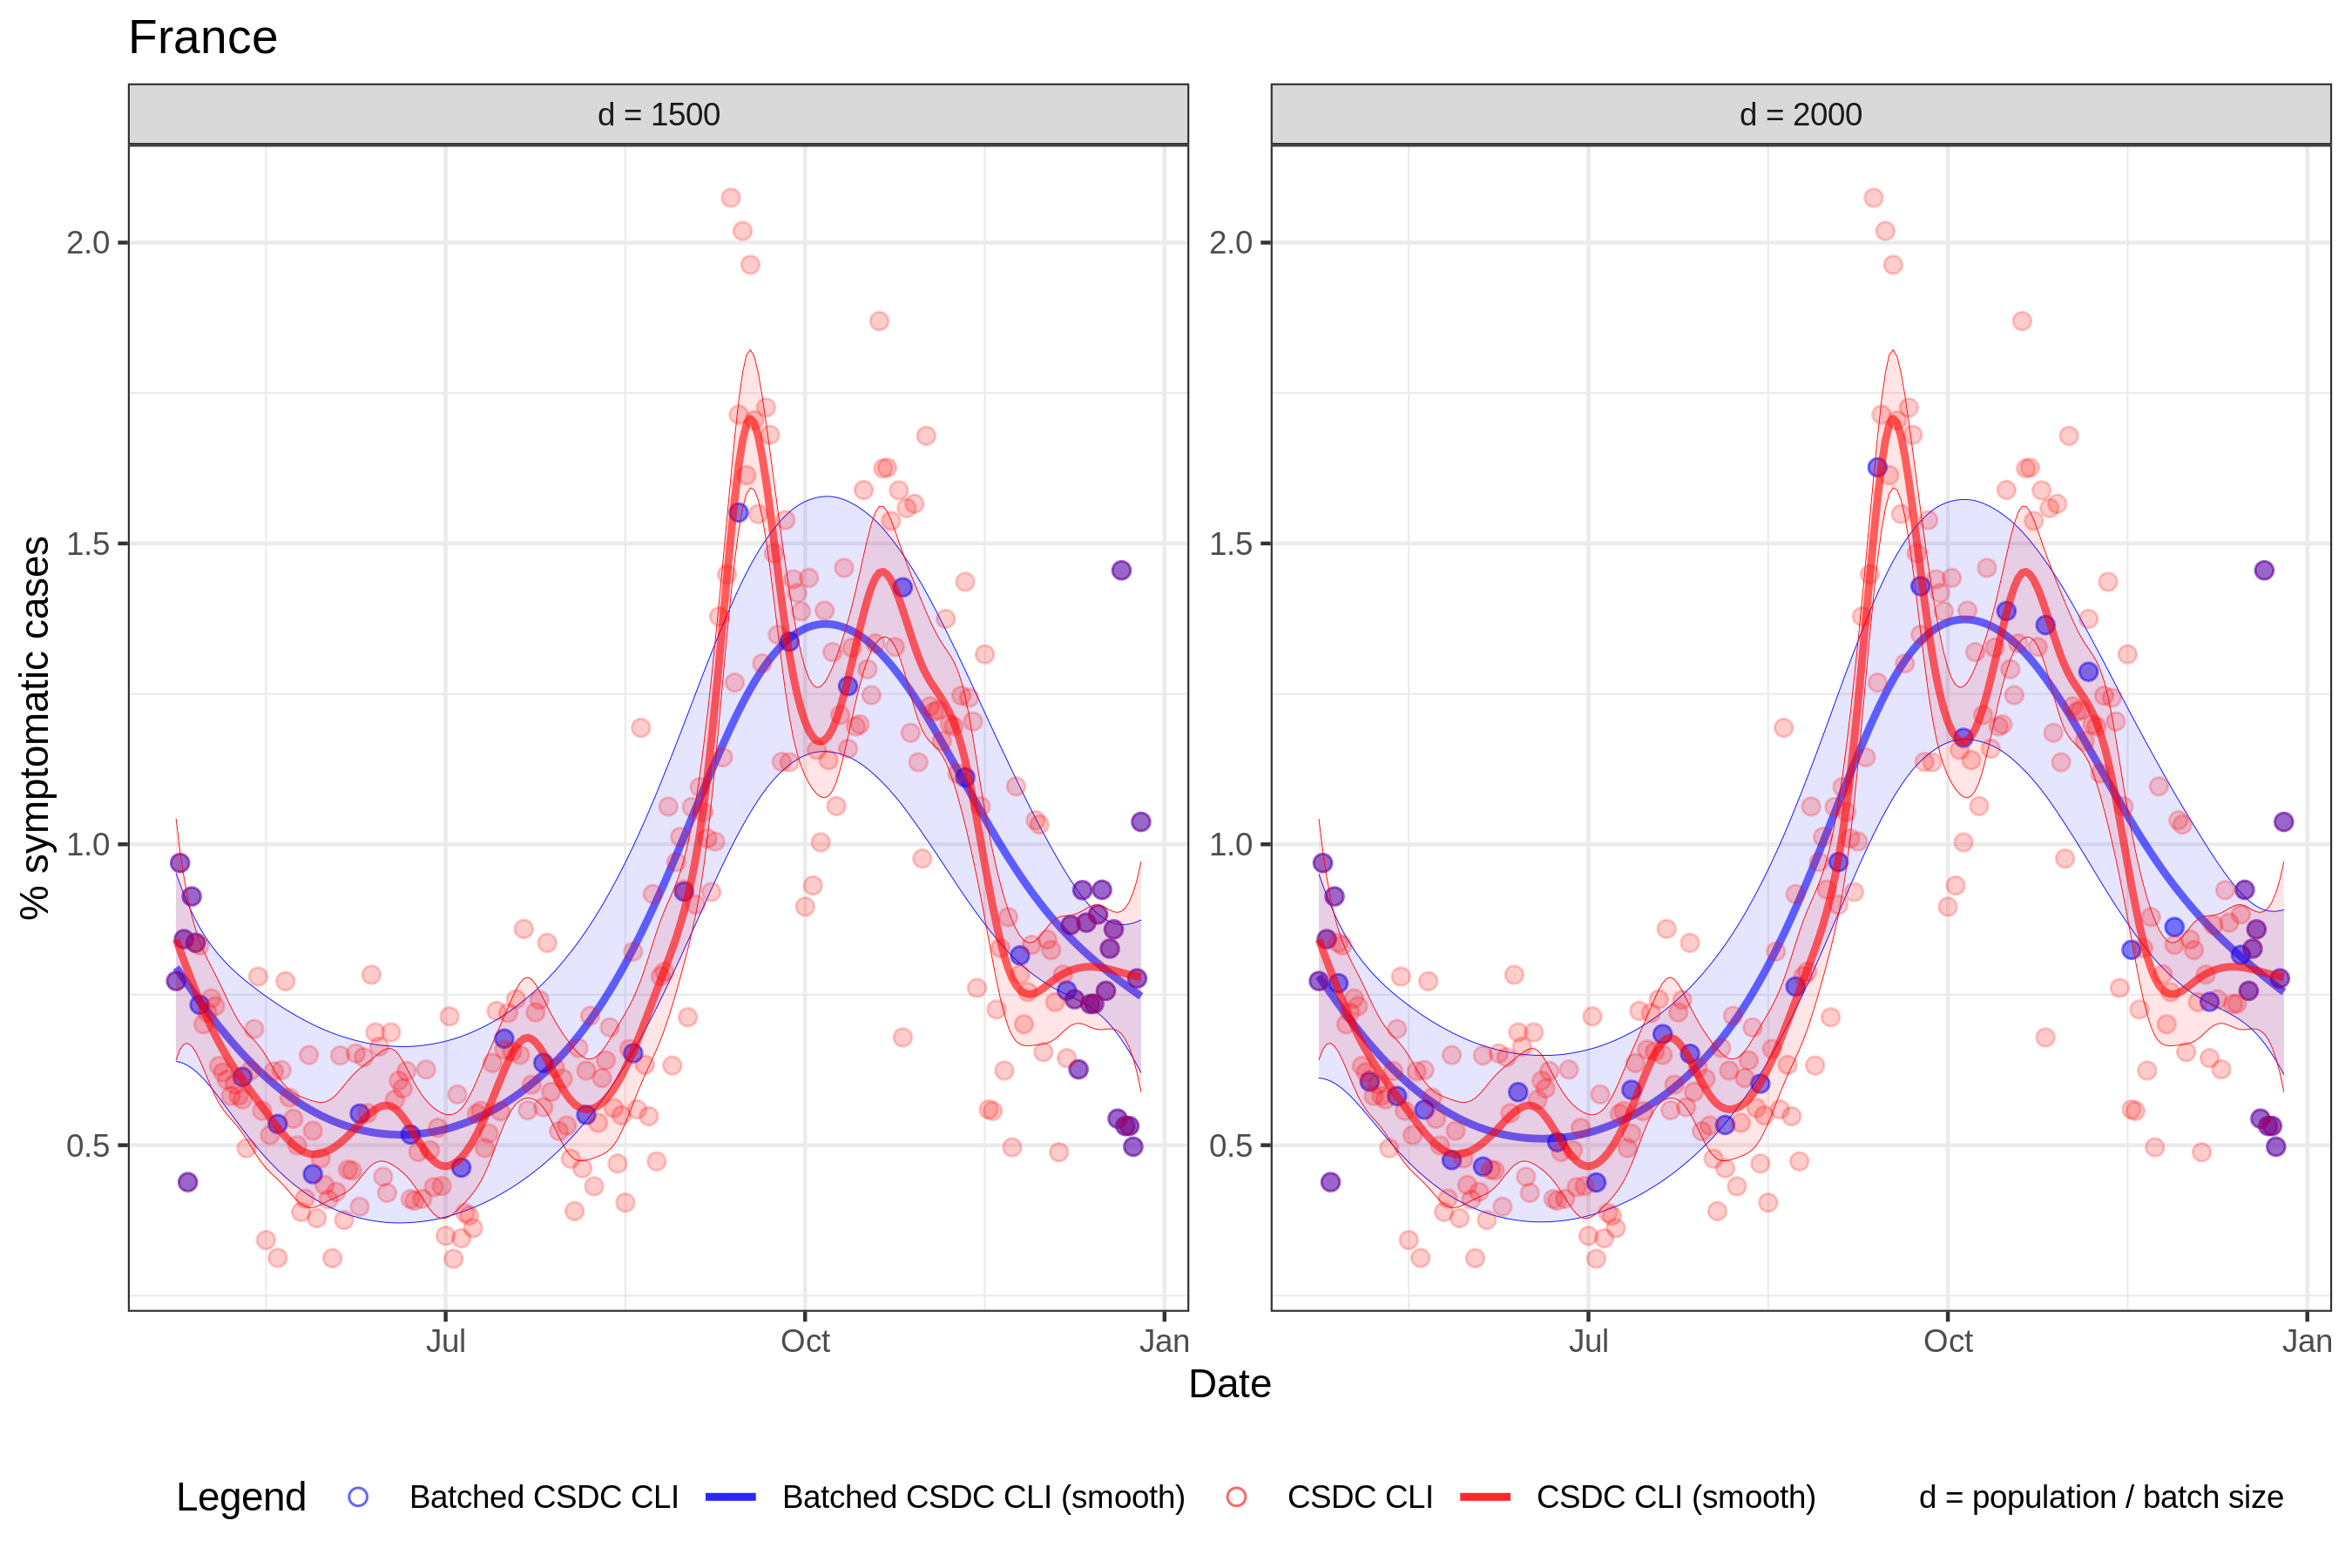 France
d = 1500
d = 2000
% symptomatic cases
2.0
1.5
1.0
0.5
2.0
1.5
1.0
0.5
Jul
Oct
Jan
Jul
Oct
Jan
Date
Legend Batched CSDC CLI Batched CSDC CLI (smooth) CSDC CLI CSDC CLI (smooth) d = population / batch size